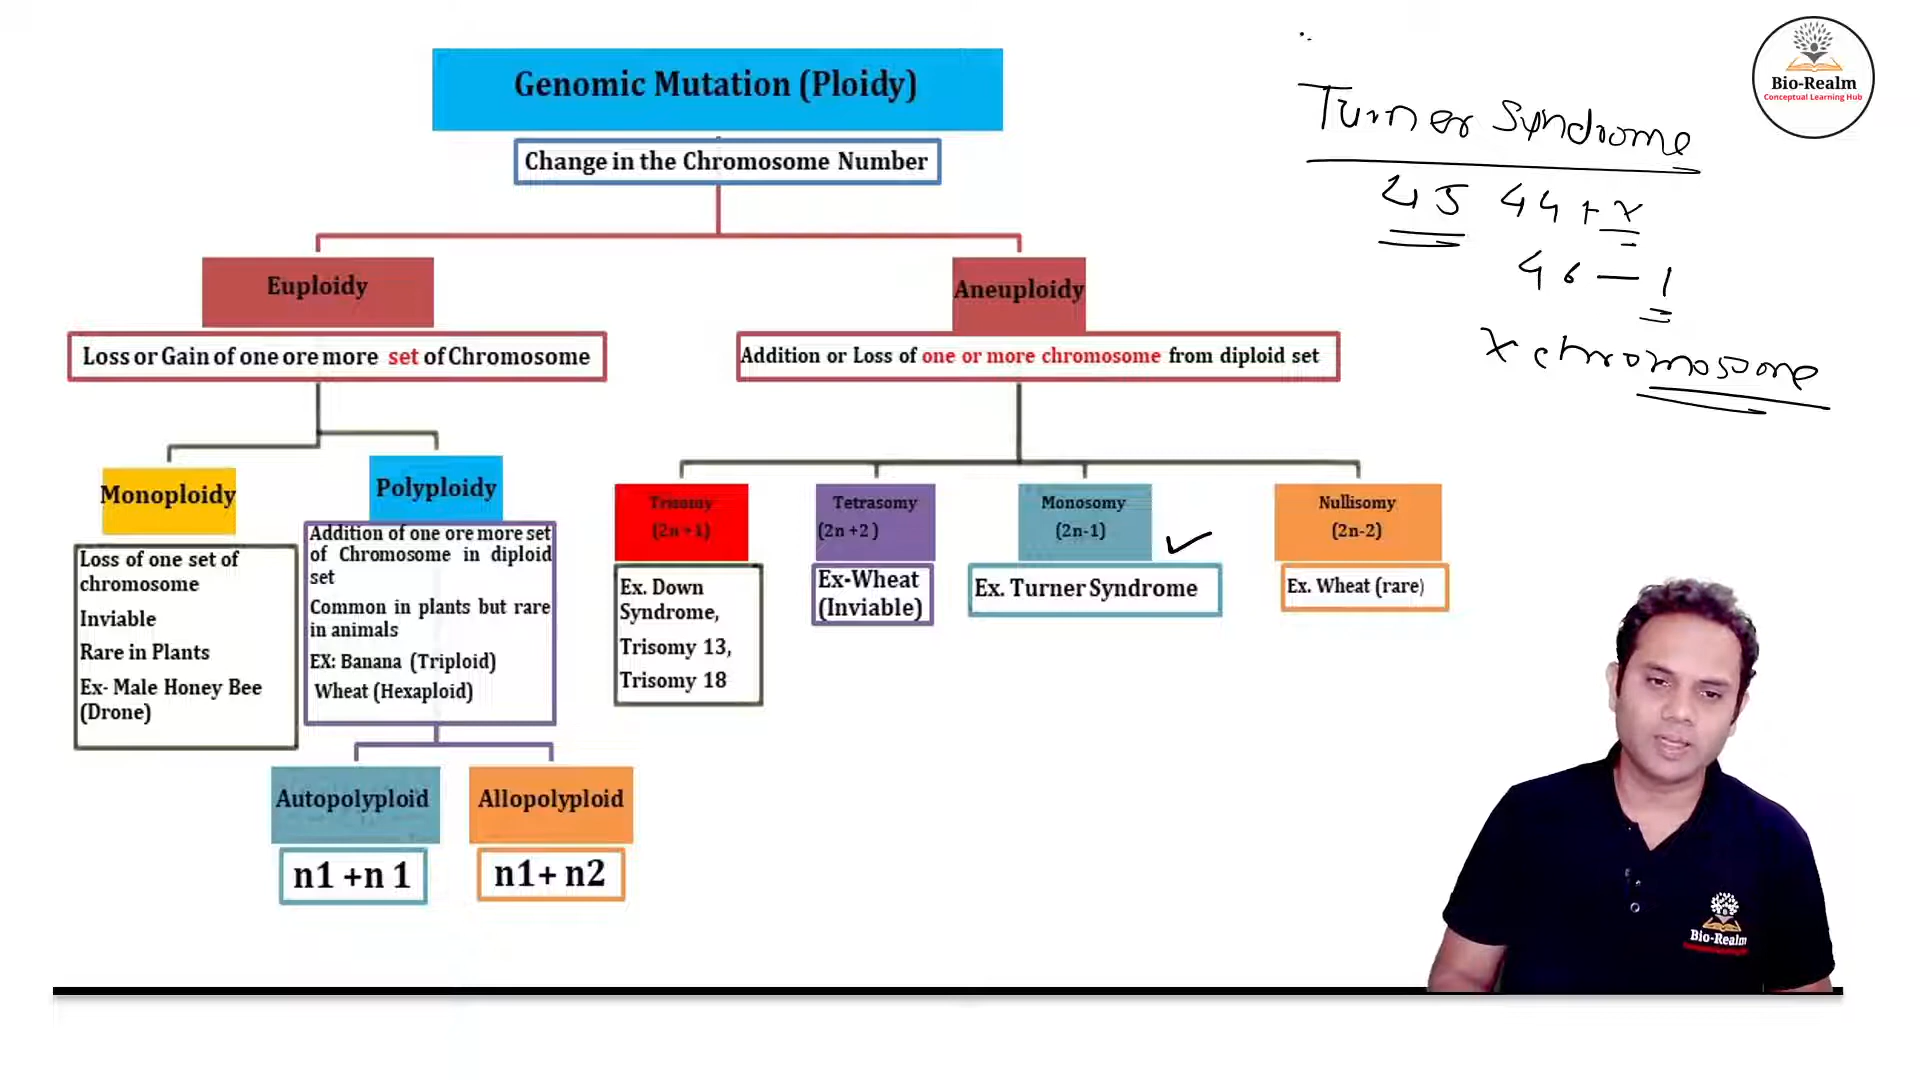 Genomic Mutation (Ploidy)
Change in the Chromosome Number
Euploidy
Loss or Gain of one ore more set of Chromosome
Monoploidy
Loss of one set of
chromosome
Inviable
Rare in Plants
Ex- Male Honey Bee
(Drone)
Polyploidy
Addition of one ore more set
of Chromosome in diploid
set
Common in plants but rare
in animals
EX: Banana (Triploid)
Wheat (Hexaploid)
Autopolyploid
n1 +n 1
Allopolyploid
n1+ n2
Aneuploidy
Addition or Loss of one or more chromosome from diploid set
Trisomy
(2n +1)
Ex. Down
Syndrome,
Trisomy 13,
Trisomy 18
Tetrasomy
(2n +2 )
Ex-Wheat
(Inviable)
Monosomy
(2n-1)
Ex. Turner Syndrome
Nullisomy
(2n-2)
Ex. Wheat (rare)
Turner Syndrome
45 44+x
46 — 1
x chromosome
Bio-Realm
Conceptual Learning Hub
Bio-Realm